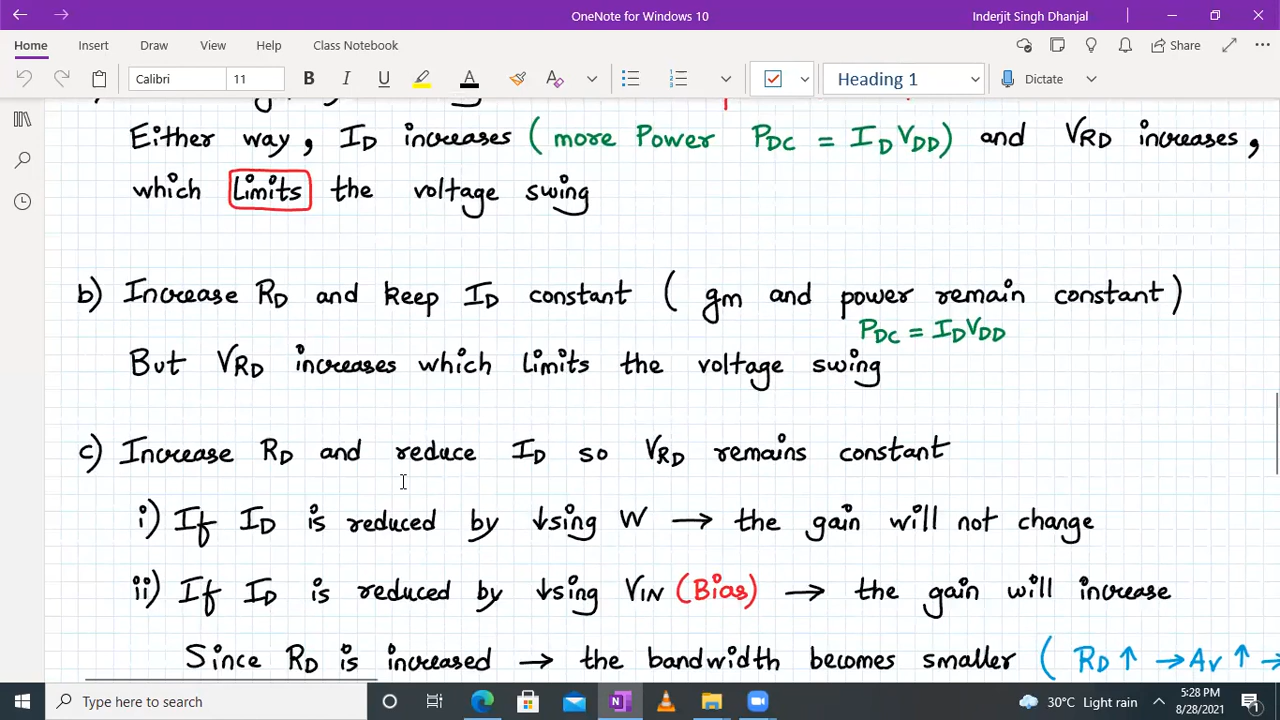 OneNote for Windows 10
Inderjit Singh Dhanjal
Home Insert Draw View Help Class Notebook
Share
Calibri 11 B I U A Heading 1 Dictate
Either way, ID increases (more Power PDC = IDVDD) and VRD increases,
which Limits the voltage swing
b) Increase RD and keep ID constant ( gm and power remain constant)
PDC = IDVDD
But VRD increases which limits the voltage swing
c) Increase RD and reduce ID so VRD remains constant
i) If ID is reduced by ↓sing W → the gain will not change
ii) If ID is reduced by ↓sing VIN (Bias) → the gain will increase
Since RD is increased → the bandwidth becomes smaller ( RD ↑ → Av ↑ →
Type here to search
30°C Light rain
5:28 PM
8/28/2021
1